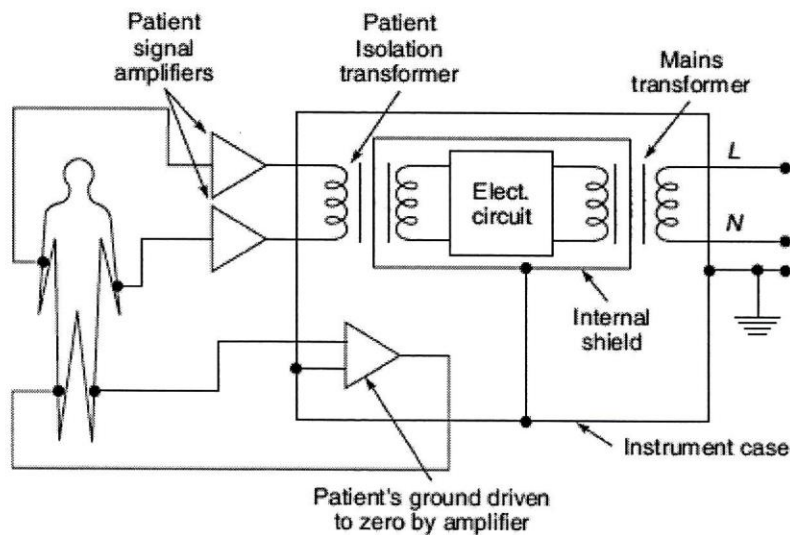 Patient
signal
amplifiers
Patient
Isolation
transformer
Mains
transformer
L
Elect.
circuit
N
Internal
shield
Instrument case
Patient's ground driven
to zero by amplifier